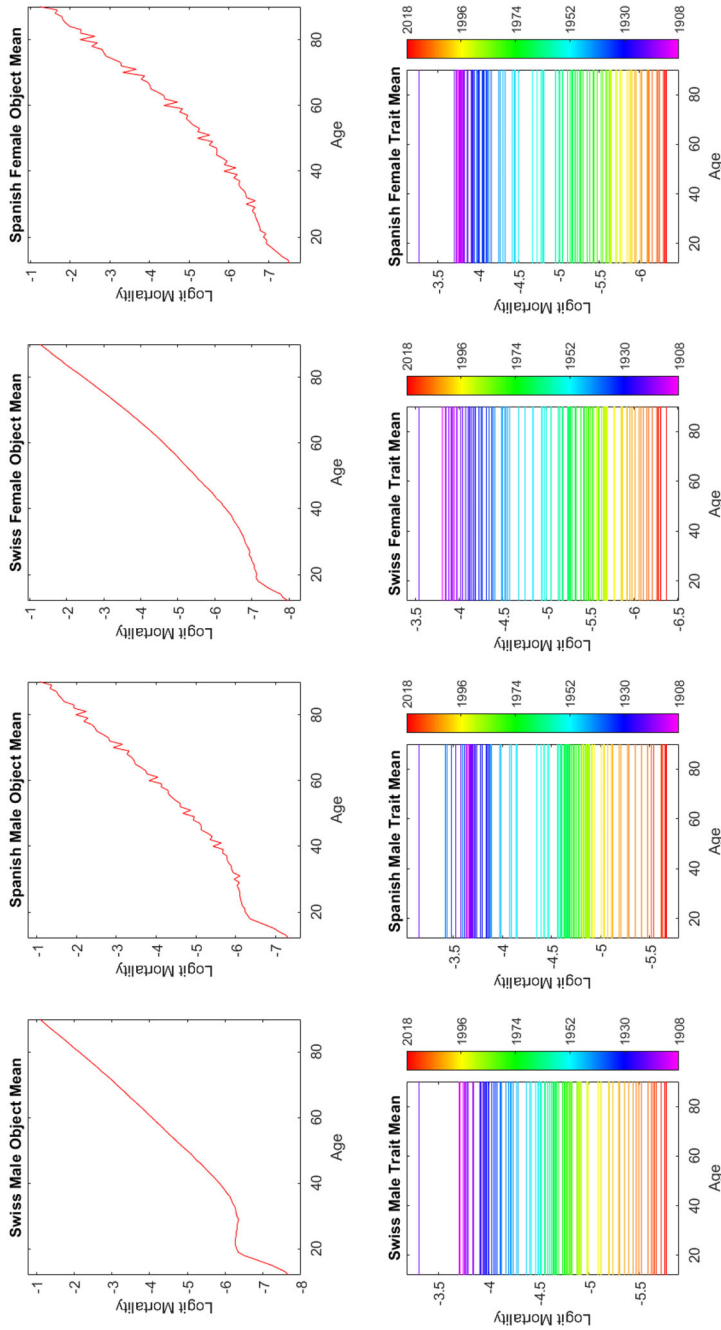 Swiss Male Object Mean
-1
-2
-3
-4
-5
-6
-7
-8
Logit Mortality
20 40 60 80
Age
Spanish Male Object Mean
-1
-2
-3
-4
-5
-6
-7
Logit Mortality
20 40 60 80
Age
Swiss Female Object Mean
-1
-2
-3
-4
-5
-6
-7
-8
Logit Mortality
20 40 60 80
Age
Spanish Female Object Mean
-1
-2
-3
-4
-5
-6
-7
Logit Mortality
20 40 60 80
Age
Swiss Male Trait Mean
-3.5
-4
-4.5
-5
-5.5
Logit Mortality
20 40 60 80
Age
2018
1996
1974
1952
1930
1908
Spanish Male Trait Mean
-3.5
-4
-4.5
-5
-5.5
Logit Mortality
20 40 60 80
Age
2018
1996
1974
1952
1930
1908
Swiss Female Trait Mean
-3.5
-4
-4.5
-5
-5.5
-6
-6.5
Logit Mortality
20 40 60 80
Age
2018
1996
1974
1952
1930
1908
Spanish Female Trait Mean
-3.5
-4
-4.5
-5
-5.5
-6
Logit Mortality
20 40 60 80
Age
2018
1996
1974
1952
1930
1908